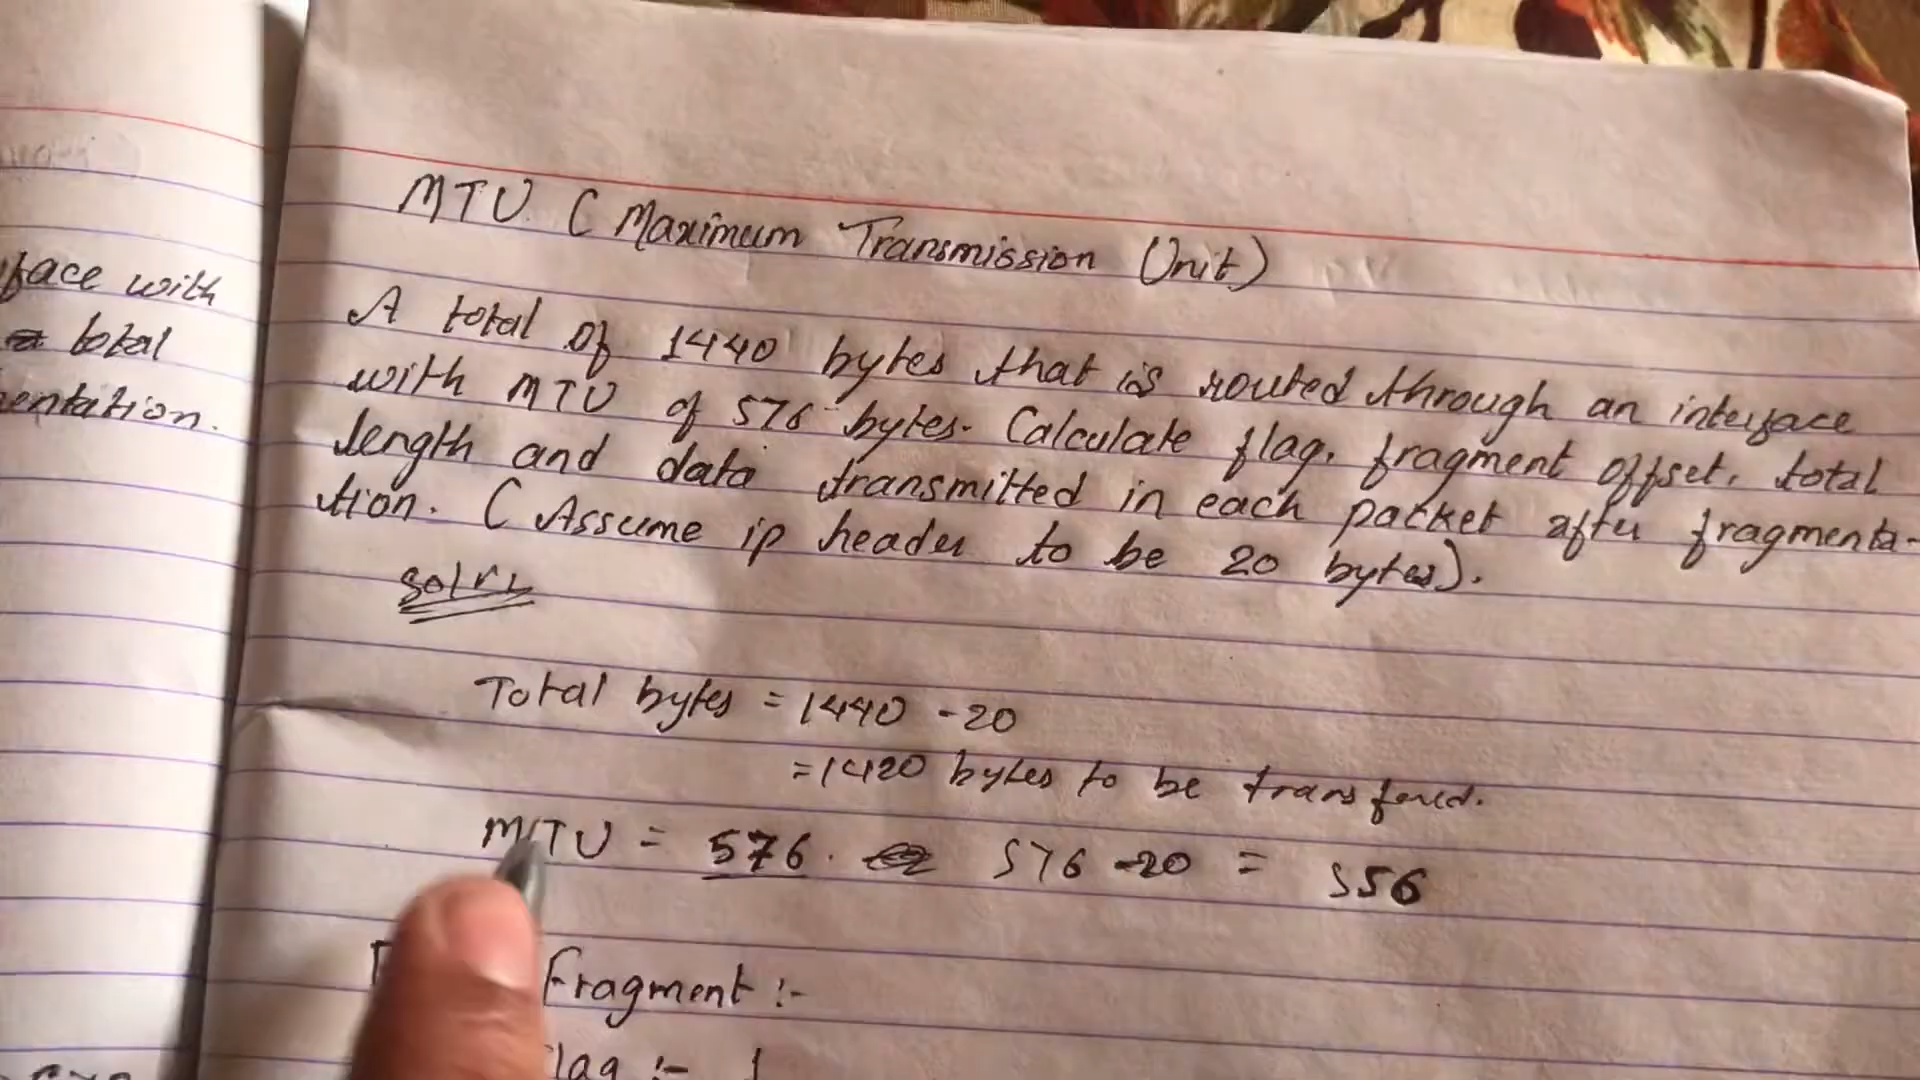 face with
total
entation.
MTU (Maximum Transmission Unit)
A total of 1440 bytes that is routed through an interface
with MTU of 576 bytes. Calculate flag, fragment offset, total
length and data transmitted in each packet after fragmenta-
tion. (Assume ip header to be 20 bytes).
soln
Total bytes = 1440 - 20
= 1420 bytes to be transfered.
MTU = 576. 576 - 20 = 556
Fragment :-
lag :- 1